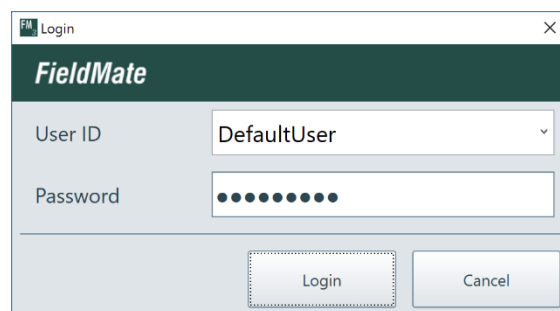 FM Login
FieldMate
User ID DefaultUser
Password •••••••••
Login Cancel